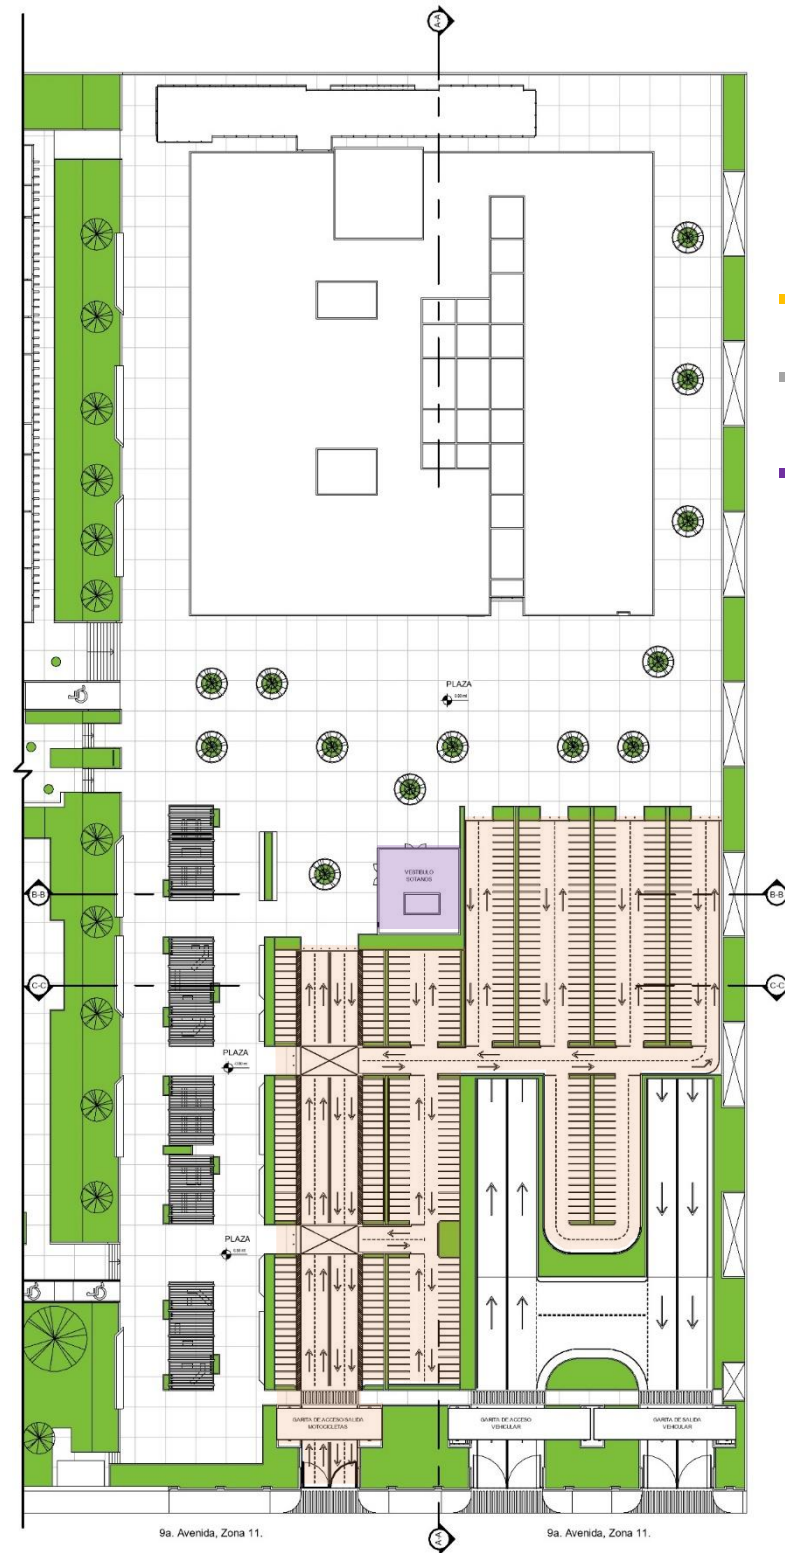 A-A
PLAZA
VESTÍBULO
SOTANOS
B-B
B-B
C-C
C-C
PLAZA
PLAZA
GARITA DE ACCESO/SALIDA
MOTOCICLETAS
GARITA DE ACCESO
VEHICULAR
GARITA DE SALIDA
VEHICULAR
9a. Avenida, Zona 11.
9a. Avenida, Zona 11.
A-A